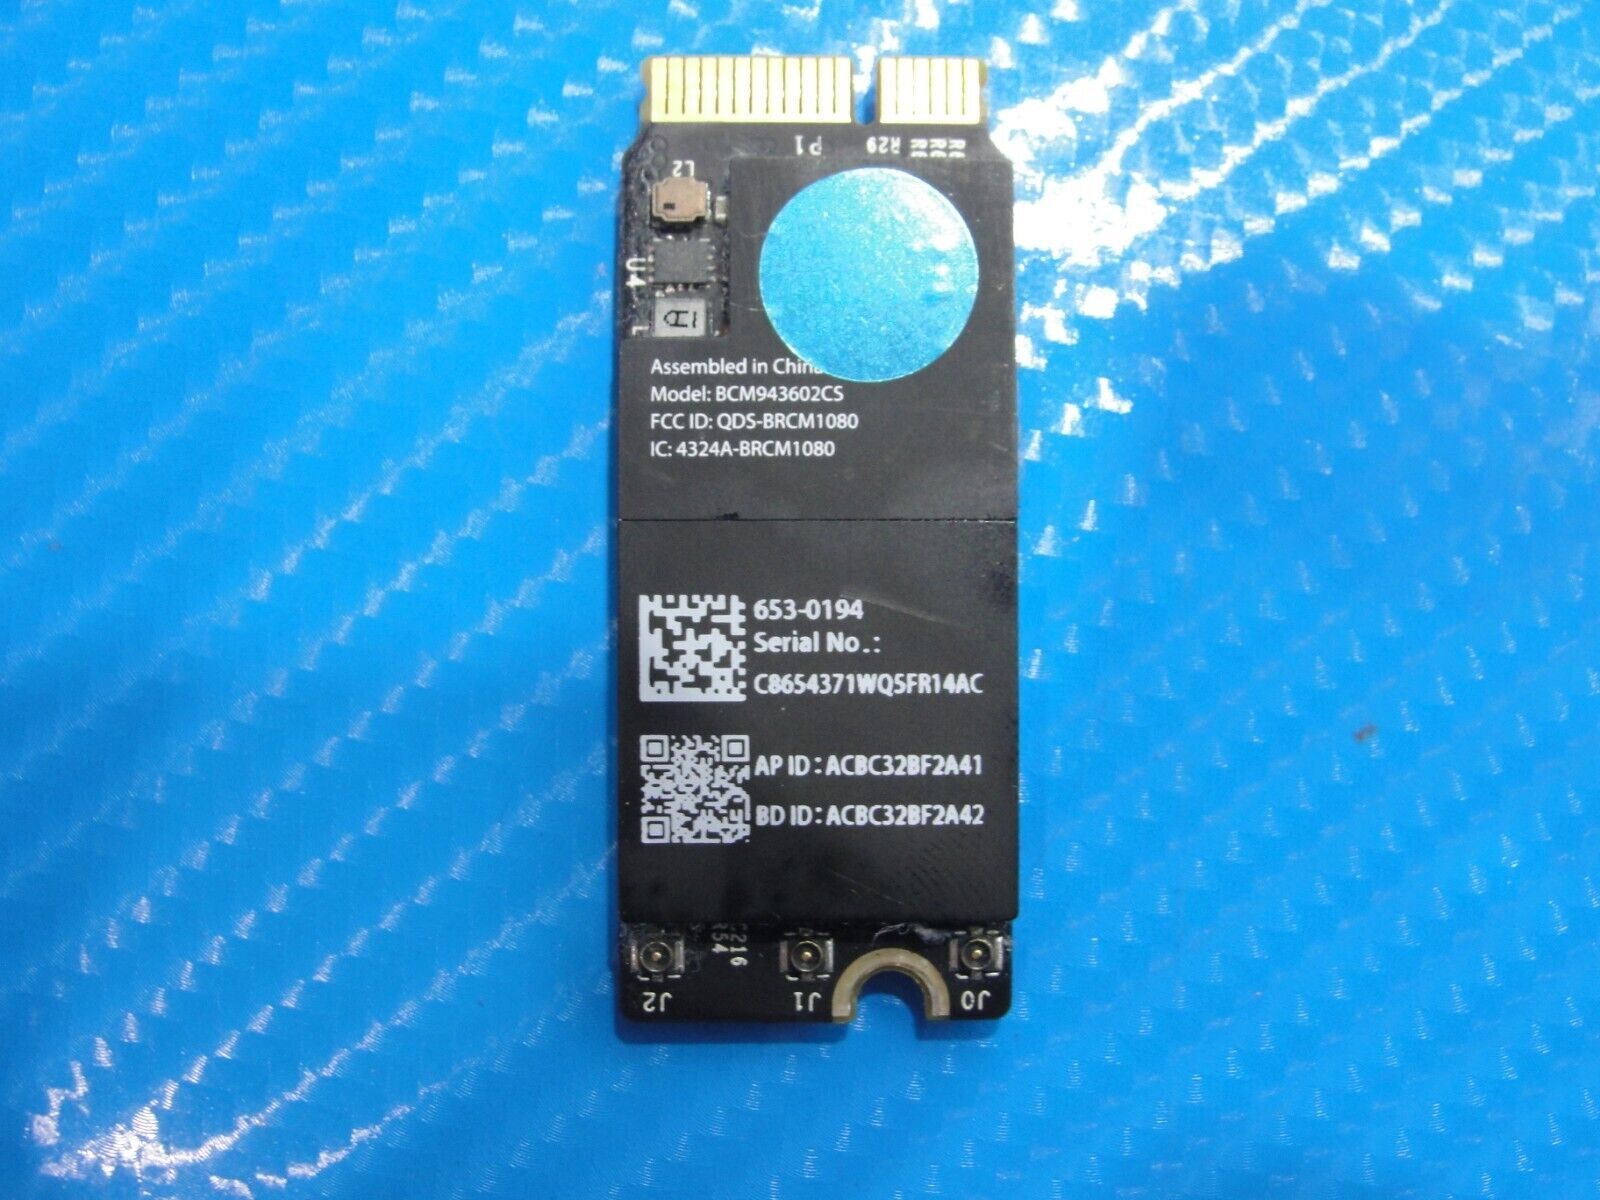 P1
R29
L2
U4
A
Assembled in China
Model: BCM943602CS
FCC ID: QDS-BRCM1080
IC: 4324A-BRCM1080
653-0194
Serial No.:
C8654371WQ5FR14AC
AP ID: ACBC32BF2A41
BD ID: ACBC32BF2A42
J2
J1
J0